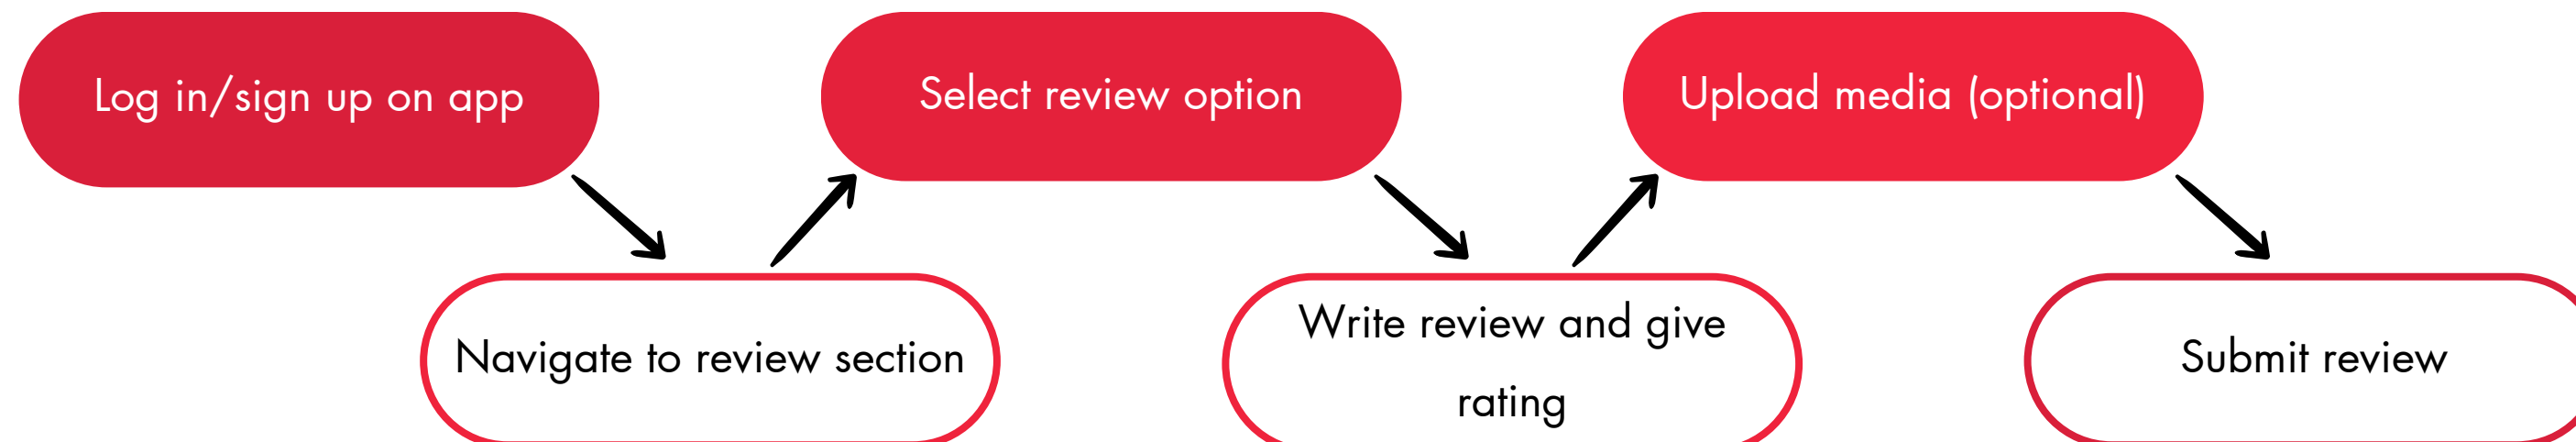 Log in/sign up on app
Navigate to review section
Select review option
Write review and give
rating
Upload media (optional)
Submit review